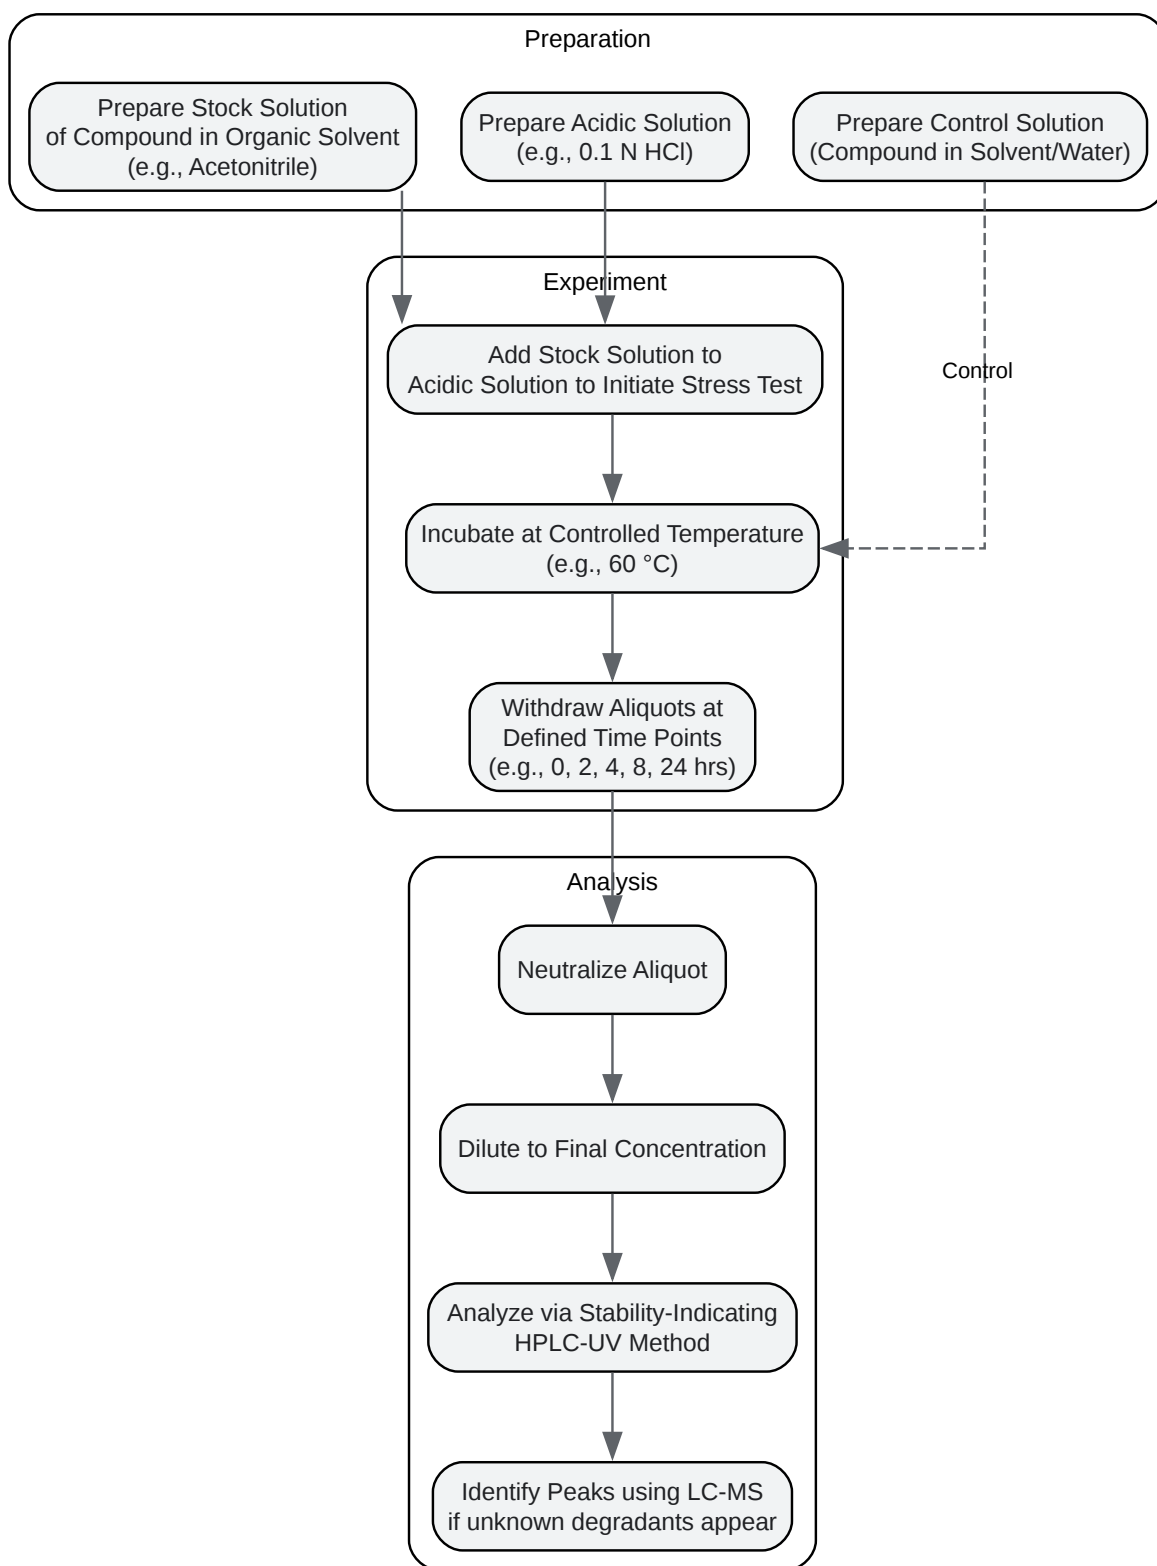 Preparation
Prepare Stock Solution
of Compound in Organic Solvent
(e.g., Acetonitrile)
Prepare Acidic Solution
(e.g., 0.1 N HCl)
Prepare Control Solution
(Compound in Solvent/Water)
Experiment
Add Stock Solution to
Acidic Solution to Initiate Stress Test
Control
Incubate at Controlled Temperature
(e.g., 60 °C)
Withdraw Aliquots at
Defined Time Points
(e.g., 0, 2, 4, 8, 24 hrs)
Analysis
Neutralize Aliquot
Dilute to Final Concentration
Analyze via Stability-Indicating
HPLC-UV Method
Identify Peaks using LC-MS
if unknown degradants appear